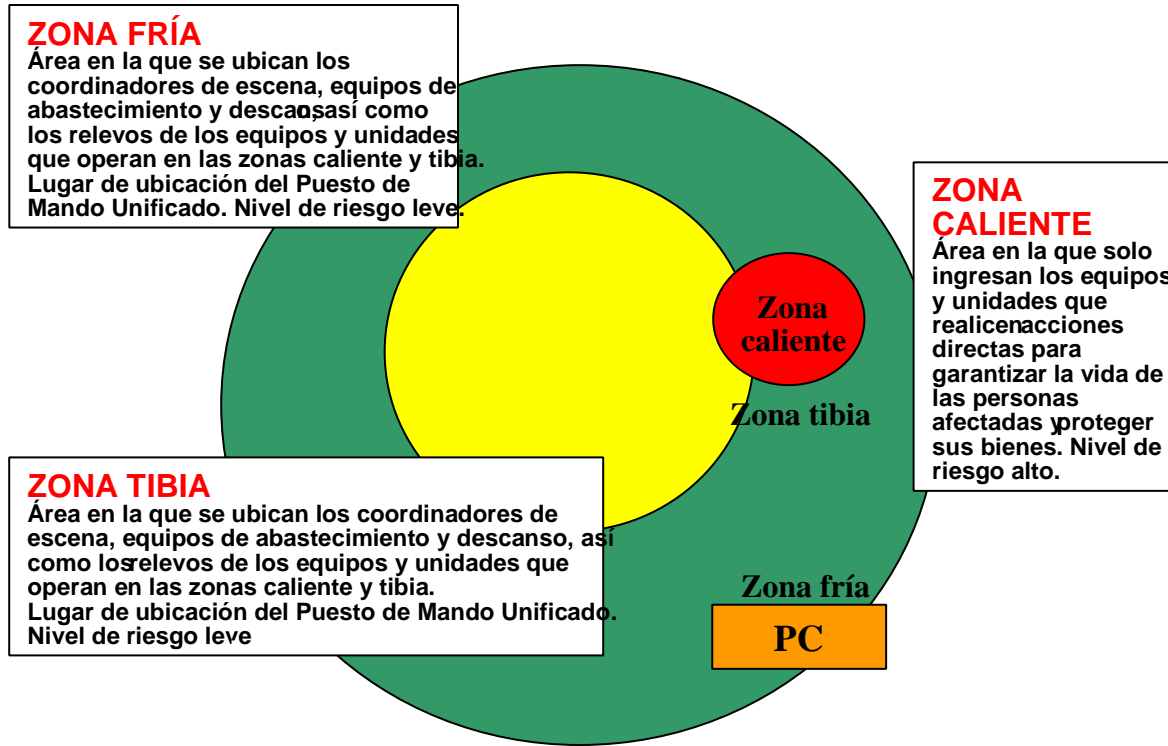 ZONA FRÍA
Área en la que se ubican los
coordinadores de escena, equipos de
abastecimiento y descanso, así como
los relevos de los equipos y unidades
que operan en las zonas caliente y tibia.
Lugar de ubicación del Puesto de
Mando Unificado. Nivel de riesgo leve.
ZONA
CALIENTE
Área en la que solo
ingresan los equipos
y unidades que
realicen acciones
directas para
garantizar la vida de
las personas
afectadas y proteger
sus bienes. Nivel de
riesgo alto.
Zona
caliente
Zona tibia
ZONA TIBIA
Área en la que se ubican los coordinadores de
escena, equipos de abastecimiento y descanso, así
como los relevos de los equipos y unidades que
operan en las zonas caliente y tibia.
Lugar de ubicación del Puesto de Mando Unificado.
Nivel de riesgo leve
Zona fría
PC